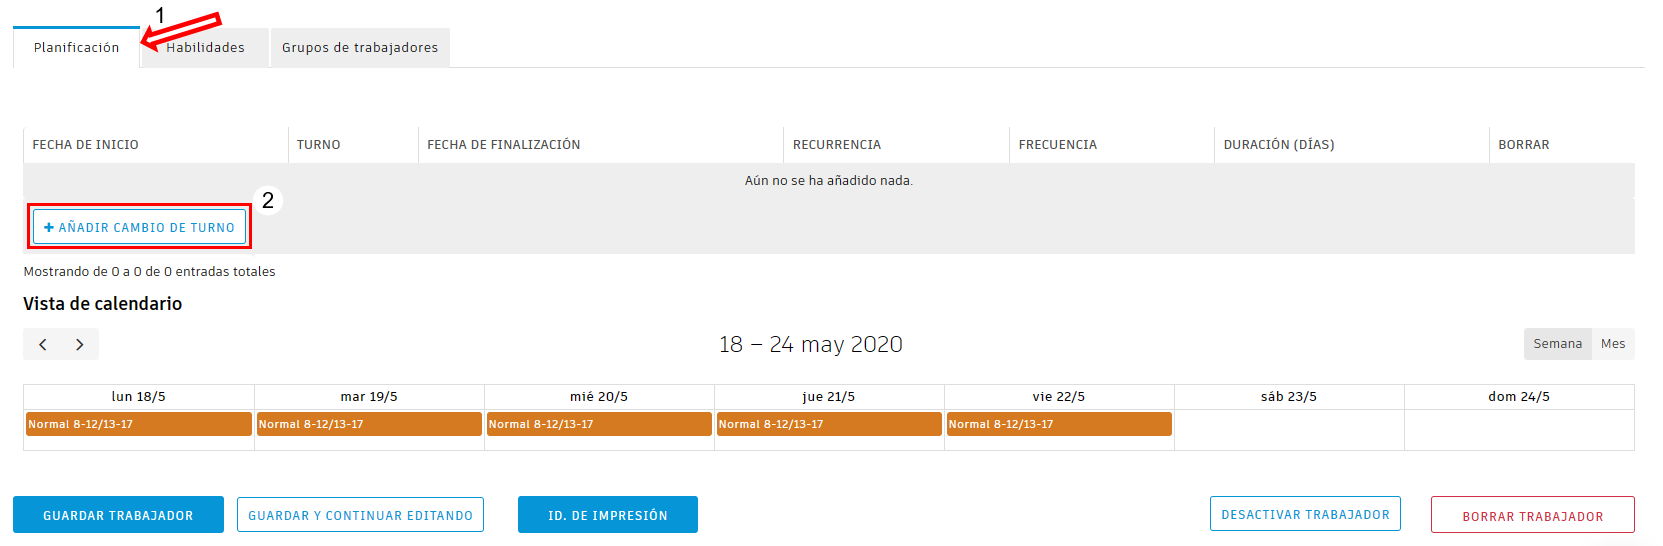 1
Planificación Habilidades Grupos de trabajadores
FECHA DE INICIO TURNO FECHA DE FINALIZACIÓN RECURRENCIA FRECUENCIA DURACIÓN (DÍAS) BORRAR
Aún no se ha añadido nada.
2
+ AÑADIR CAMBIO DE TURNO
Mostrando de 0 a 0 de 0 entradas totales
Vista de calendario
< > 18 – 24 may 2020 Semana Mes
lun 18/5 mar 19/5 mié 20/5 jue 21/5 vie 22/5 sáb 23/5 dom 24/5
Normal 8-12/13-17 Normal 8-12/13-17 Normal 8-12/13-17 Normal 8-12/13-17 Normal 8-12/13-17
GUARDAR TRABAJADOR GUARDAR Y CONTINUAR EDITANDO ID. DE IMPRESIÓN DESACTIVAR TRABAJADOR BORRAR TRABAJADOR